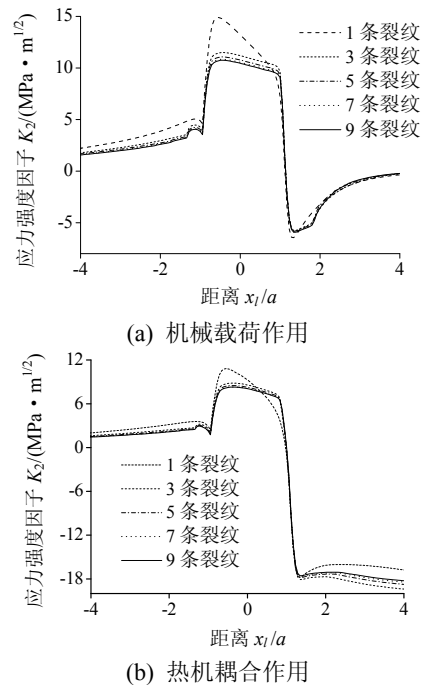 应力强度因子 K₂/(MPa·m^1/2)
15
10
5
0
-5
-4 -2 0 2 4
1 条裂纹
3 条裂纹
5 条裂纹
7 条裂纹
9 条裂纹
距离 xₗ/a
(a) 机械载荷作用
应力强度因子 K₂/(MPa·m^1/2)
12
6
0
-6
-12
-18
-4 -2 0 2 4
1 条裂纹
3 条裂纹
5 条裂纹
7 条裂纹
9 条裂纹
距离 xₗ/a
(b) 热机耦合作用